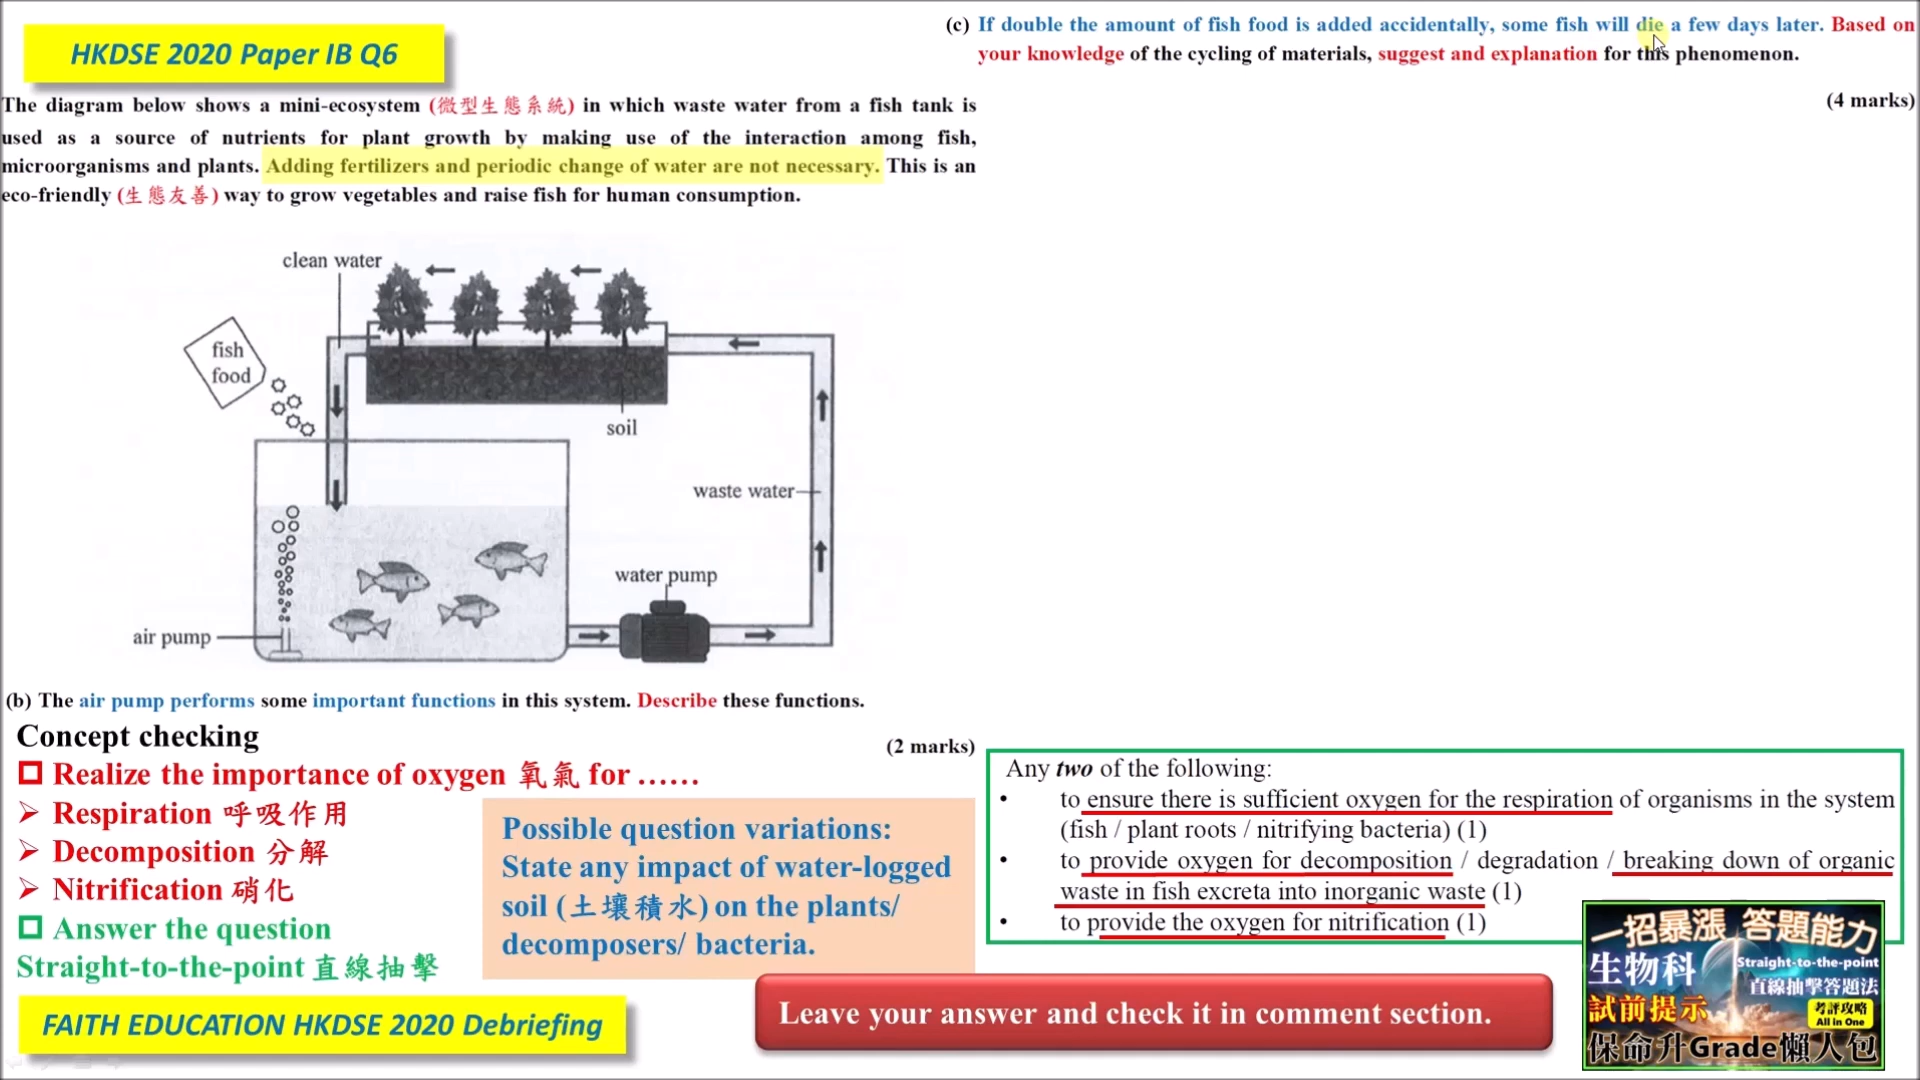 HKDSE 2020 Paper IB Q6
(c) If double the amount of fish food is added accidentally, some fish will die a few days later. Based on
your knowledge of the cycling of materials, suggest and explanation for this phenomenon.
(4 marks)
The diagram below shows a mini-ecosystem (微型生態系統) in which waste water from a fish tank is
used as a source of nutrients for plant growth by making use of the interaction among fish,
microorganisms and plants. Adding fertilizers and periodic change of water are not necessary. This is an
eco-friendly (生態友善) way to grow vegetables and raise fish for human consumption.
clean water
fish
food
soil
waste water
water pump
air pump
(b) The air pump performs some important functions in this system. Describe these functions.
(2 marks)
Concept checking
Realize the importance of oxygen 氧氣 for ......
Respiration 呼吸作用
Decomposition 分解
Nitrification 硝化
Answer the question
Straight-to-the-point 直線抽擊
Possible question variations:
State any impact of water-logged
soil (土壤積水) on the plants/
decomposers/ bacteria.
Any two of the following:
• to ensure there is sufficient oxygen for the respiration of organisms in the system
(fish / plant roots / nitrifying bacteria) (1)
• to provide oxygen for decomposition / degradation / breaking down of organic
waste in fish excreta into inorganic waste (1)
• to provide the oxygen for nitrification (1)
FAITH EDUCATION HKDSE 2020 Debriefing
Leave your answer and check it in comment section.
一招暴漲 答題能力
生物科
Straight-to-the-point
直線抽擊答題法
試前提示
考評攻略
All in One
保命升Grade懶人包